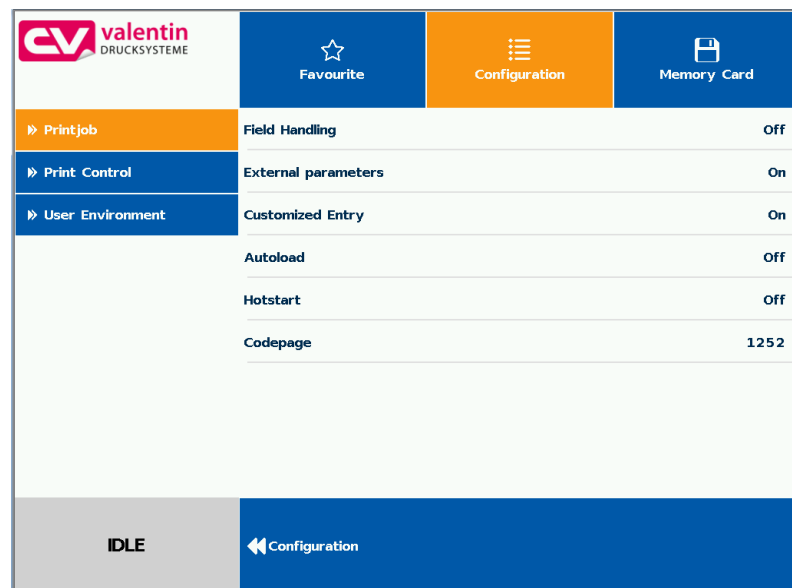 valentin
DRUCKSYSTEME
Favourite
Configuration
Memory Card
Printjob
Print Control
User Environment
Field Handling Off
External parameters On
Customized Entry On
Autoload Off
Hotstart Off
Codepage 1252
IDLE
Configuration